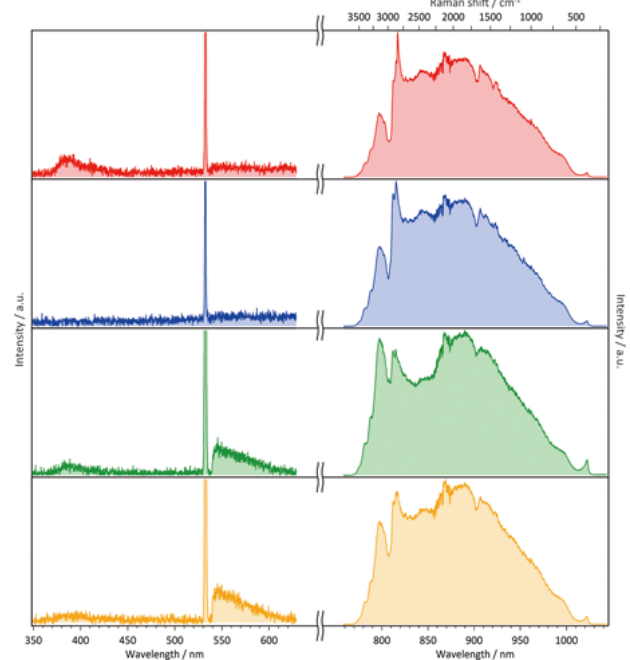 Raman shift / cm⁻¹
3500 3000 2500 2000 1500 1000 500
Intensity / a.u.
Intensity / a.u.
350 400 450 500 550 600 800 850 900 950 1000
Wavelength / nm Wavelength / nm